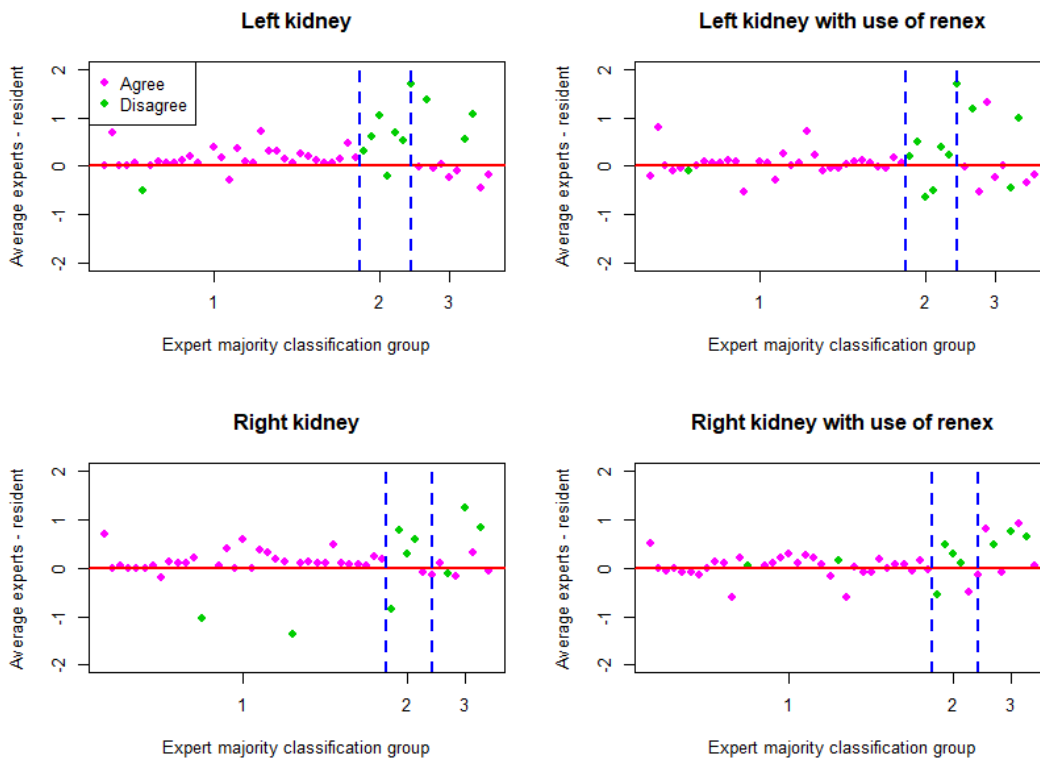 Left kidney
Average experts - resident
2
1
0
-1
-2
Agree
Disagree
1 2 3
Expert majority classification group
Left kidney with use of renex
Average experts - resident
2
1
0
-1
-2
1 2 3
Expert majority classification group
Right kidney
Average experts - resident
2
1
0
-1
-2
1 2 3
Expert majority classification group
Right kidney with use of renex
Average experts - resident
2
1
0
-1
-2
1 2 3
Expert majority classification group